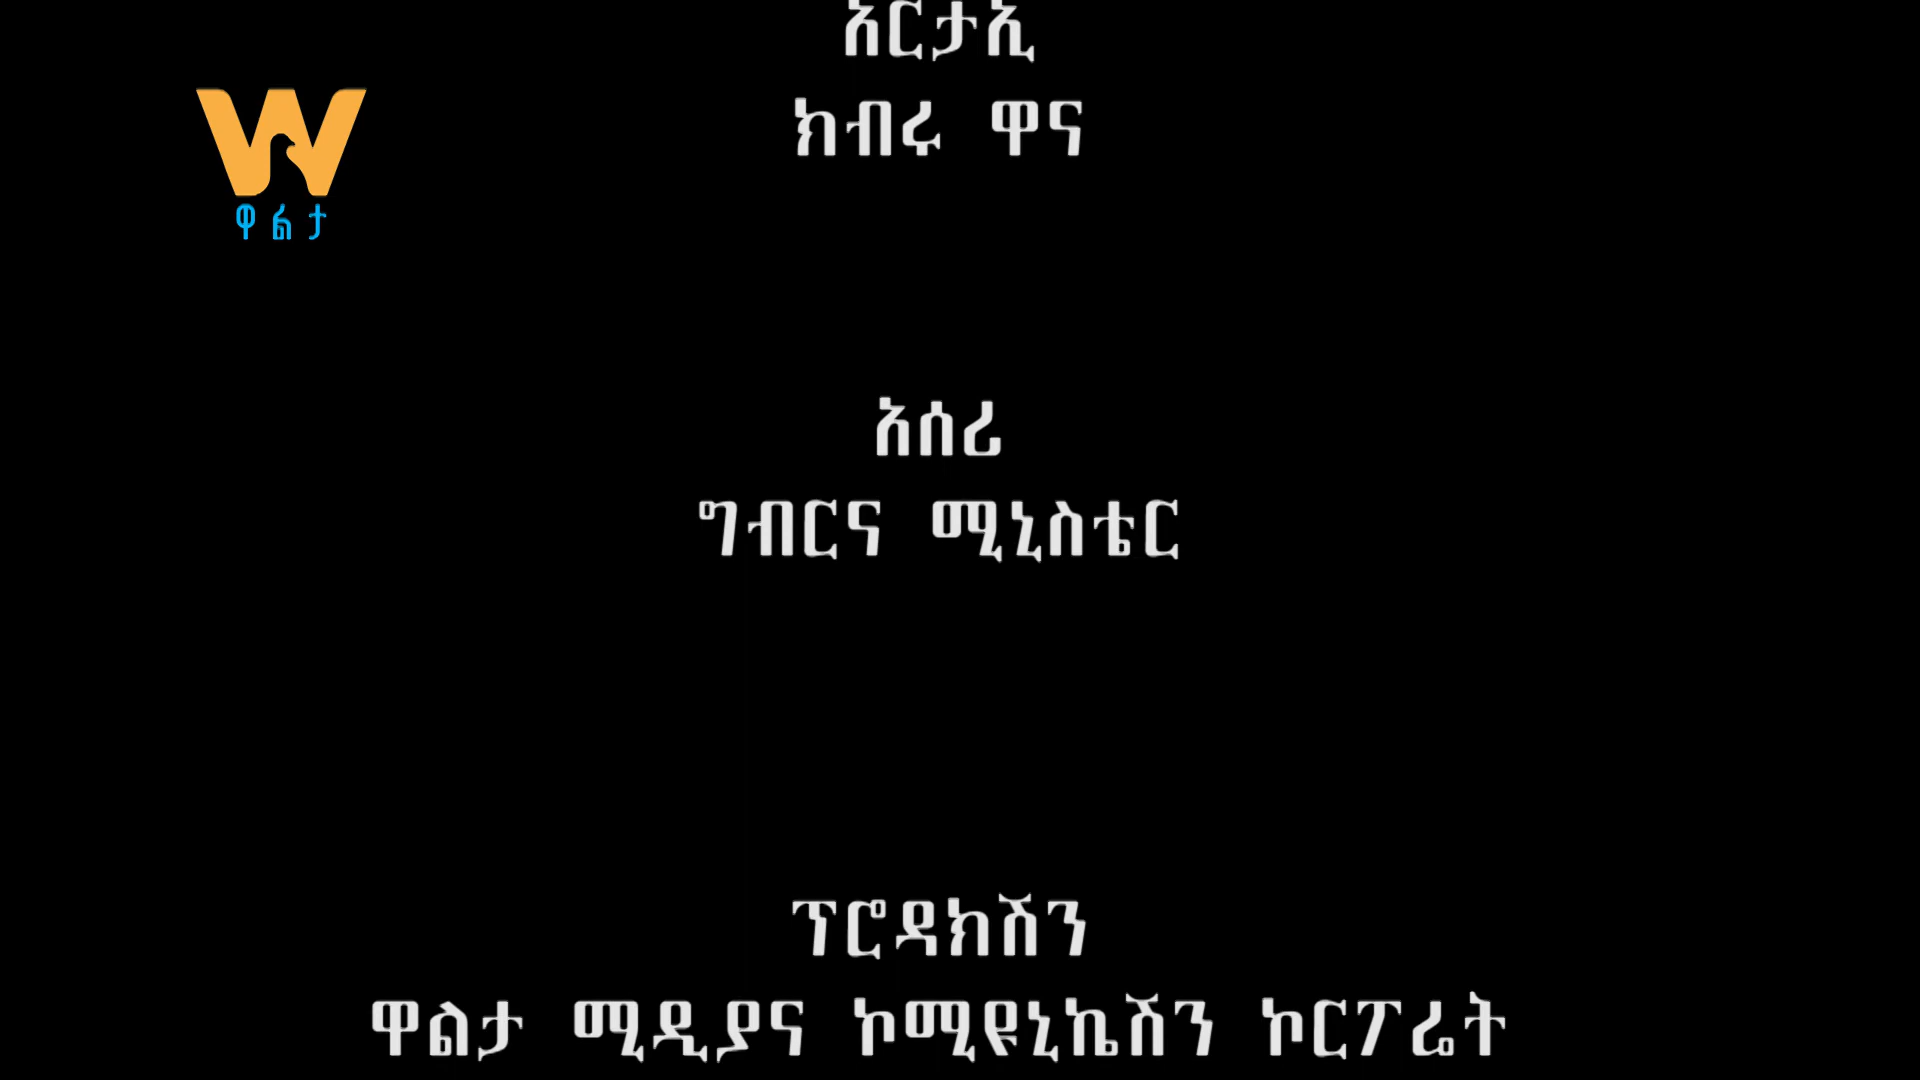 አርታኢ
ክብሩ ዋና
ዋልታ
አሰሪ
ግብርና ሚኒስቴር
ፕሮዳክሽን
ዋልታ ሚዲያና ኮሚዩኒኬሽን ኮርፖሬት